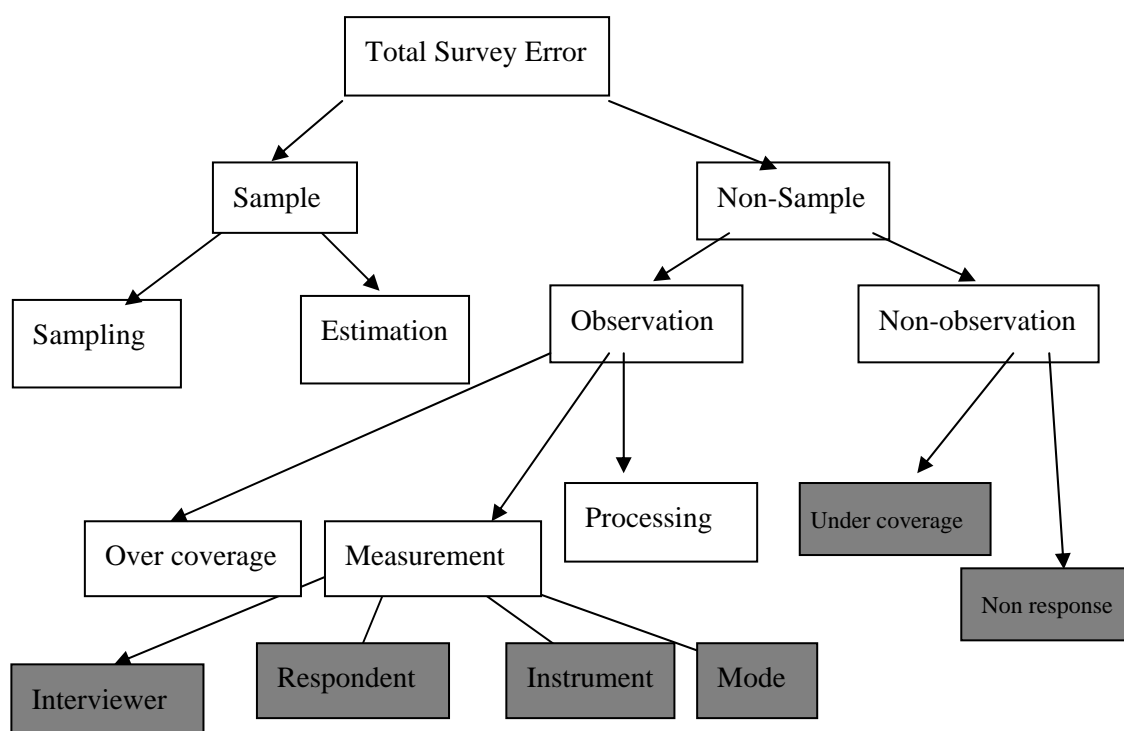 Total Survey Error
Sample
Non-Sample
Sampling
Estimation
Observation
Non-observation
Over coverage
Measurement
Processing
Under coverage
Non response
Interviewer
Respondent
Instrument
Mode